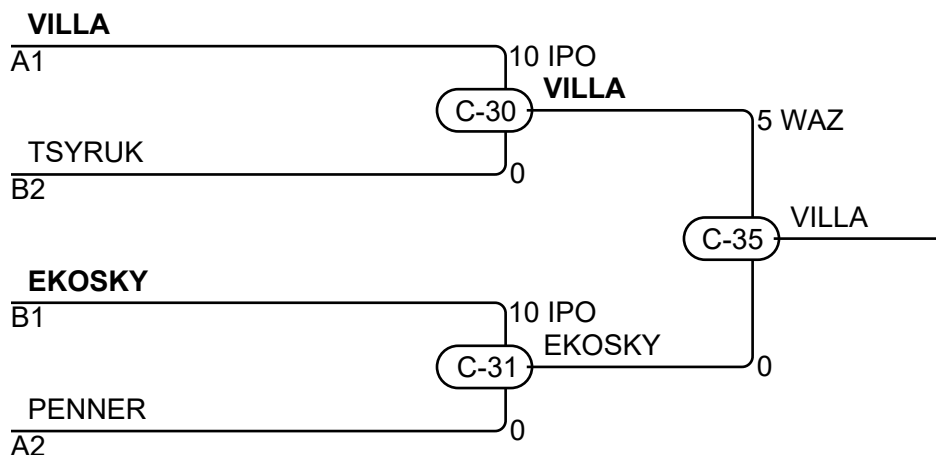 VILLA
A1
10 IPO
C-30
VILLA
5 WAZ
TSYRUK
B2
0
C-35
VILLA
EKOSKY
B1
10 IPO
C-31
EKOSKY
0
PENNER
A2
0